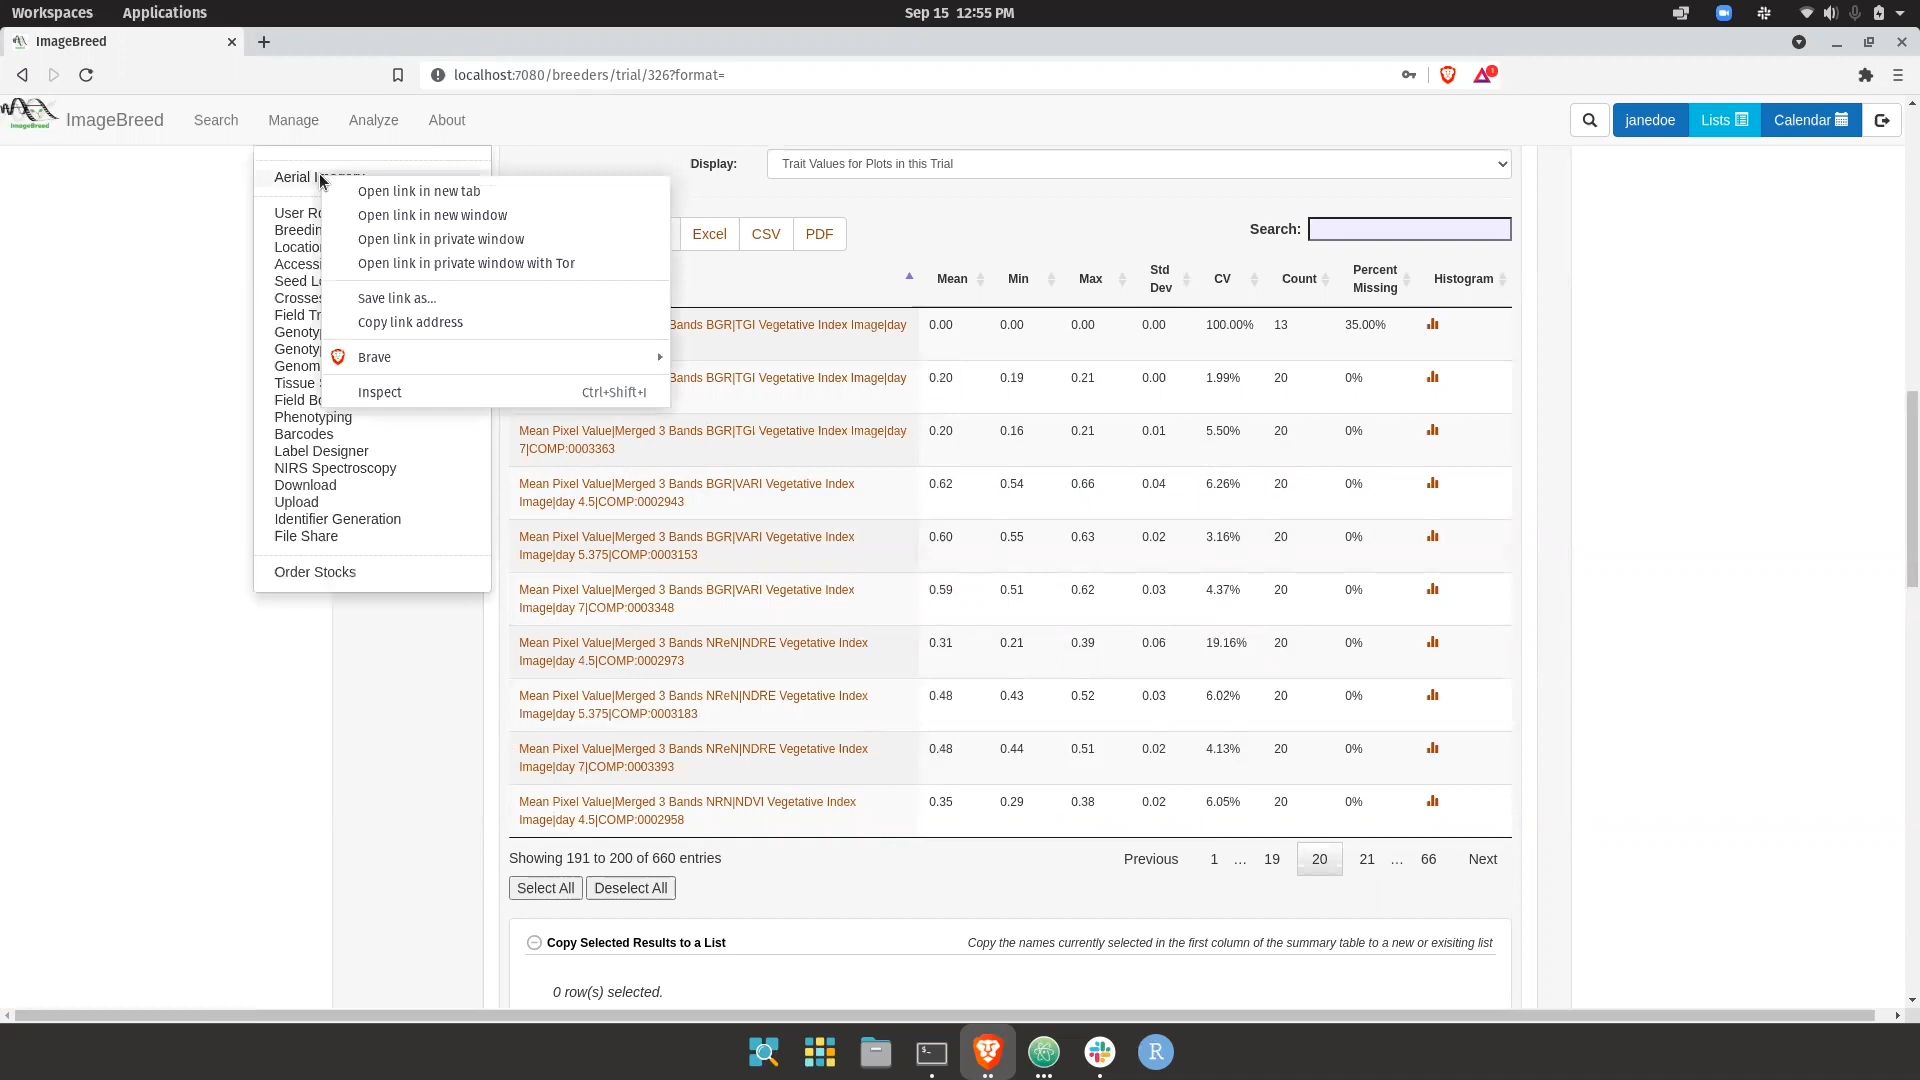 Workspaces
Applications
Sep 15 12:55 PM
ImageBreed
localhost:7080/breeders/trial/326?format=
1
ImageBreed
Search
Manage
Analyze
About
janedoe
Lists
Calendar
Display:
Trait Values for Plots in this Trial
Aerial
User Ro
Breedin
Locatio
Accessi
Seed Lo
Crosses
Field Tr
Genoty
Genoty
Genom
Tissue S
Field Bo
Phenotyping
Barcodes
Label Designer
NIRS Spectroscopy
Download
Upload
Identifier Generation
File Share
Order Stocks
Open link in new tab
Open link in new window
Open link in private window
Open link in private window with Tor
Save link as...
Copy link address
Brave
Inspect Ctrl+Shift+I
Excel
CSV
PDF
Search:
Mean Min Max Std Dev CV Count Percent Missing Histogram
Bands BGR|TGI Vegetative Index Image|day 0.00 0.00 0.00 0.00 100.00% 13 35.00%
Bands BGR|TGI Vegetative Index Image|day 0.20 0.19 0.21 0.00 1.99% 20 0%
Mean Pixel Value|Merged 3 Bands BGR|TGI Vegetative Index Image|day 0.20 0.16 0.21 0.01 5.50% 20 0%
7|COMP:0003363
Mean Pixel Value|Merged 3 Bands BGR|VARI Vegetative Index 0.62 0.54 0.66 0.04 6.26% 20 0%
Image|day 4.5|COMP:0002943
Mean Pixel Value|Merged 3 Bands BGR|VARI Vegetative Index 0.60 0.55 0.63 0.02 3.16% 20 0%
Image|day 5.375|COMP:0003153
Mean Pixel Value|Merged 3 Bands BGR|VARI Vegetative Index 0.59 0.51 0.62 0.03 4.37% 20 0%
Image|day 7|COMP:0003348
Mean Pixel Value|Merged 3 Bands NReN|NDRE Vegetative Index 0.31 0.21 0.39 0.06 19.16% 20 0%
Image|day 4.5|COMP:0002973
Mean Pixel Value|Merged 3 Bands NReN|NDRE Vegetative Index 0.48 0.43 0.52 0.03 6.02% 20 0%
Image|day 5.375|COMP:0003183
Mean Pixel Value|Merged 3 Bands NReN|NDRE Vegetative Index 0.48 0.44 0.51 0.02 4.13% 20 0%
Image|day 7|COMP:0003393
Mean Pixel Value|Merged 3 Bands NRN|NDVI Vegetative Index 0.35 0.29 0.38 0.02 6.05% 20 0%
Image|day 4.5|COMP:0002958
Showing 191 to 200 of 660 entries
Previous 1 … 19 20 21 … 66 Next
Select All Deselect All
Copy Selected Results to a List
Copy the names currently selected in the first column of the summary table to a new or exisiting list
0 row(s) selected.
R